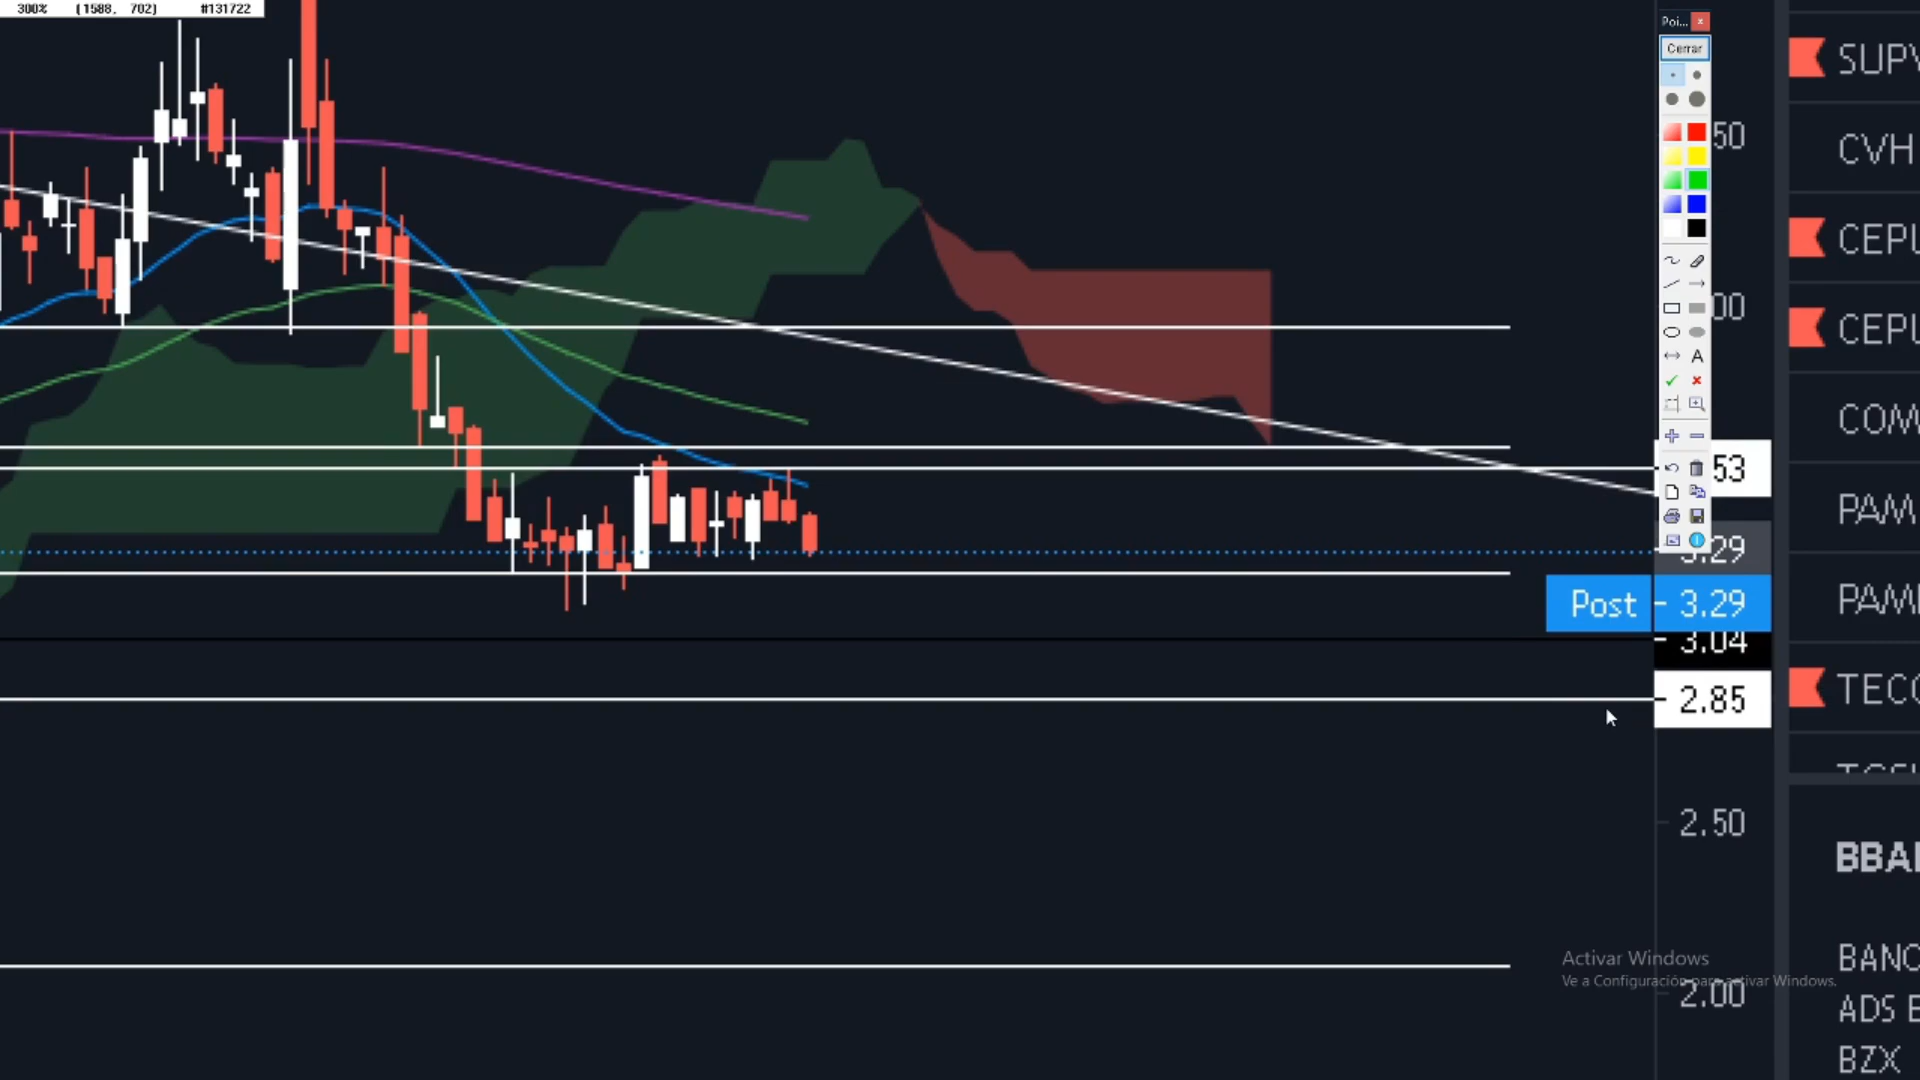 300% (1588, 702) #131722
Poi... x
Cerrar
SUPV
50
CVH
CEPU
00
CEPU
A
COM
53
PAM
3.29
Post 3.29
PAM
3.04
TECO
2.85
2.50
BBA
Activar Windows
BANC
Ve a Configuración para activar Windows.
2.00
ADS B
BZX